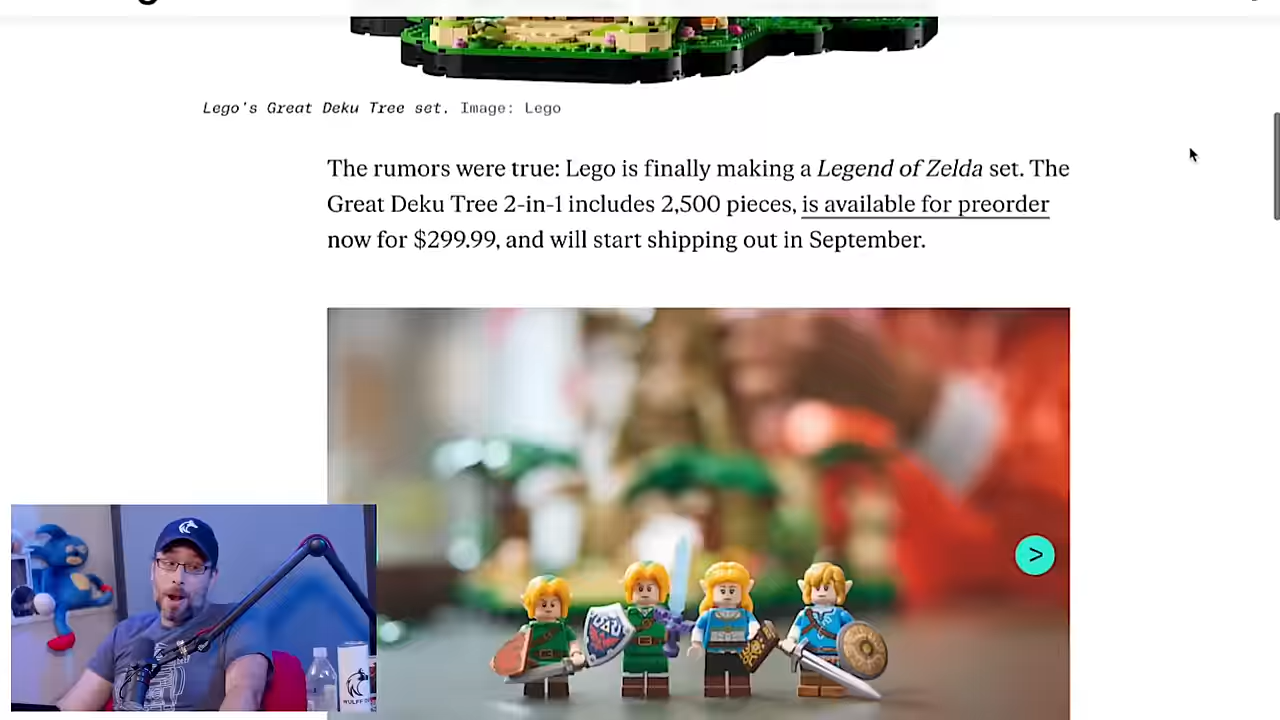 Lego's Great Deku Tree set. Image: Lego
The rumors were true: Lego is finally making a Legend of Zelda set. The
Great Deku Tree 2-in-1 includes 2,500 pieces, is available for preorder
now for $299.99, and will start shipping out in September.
>